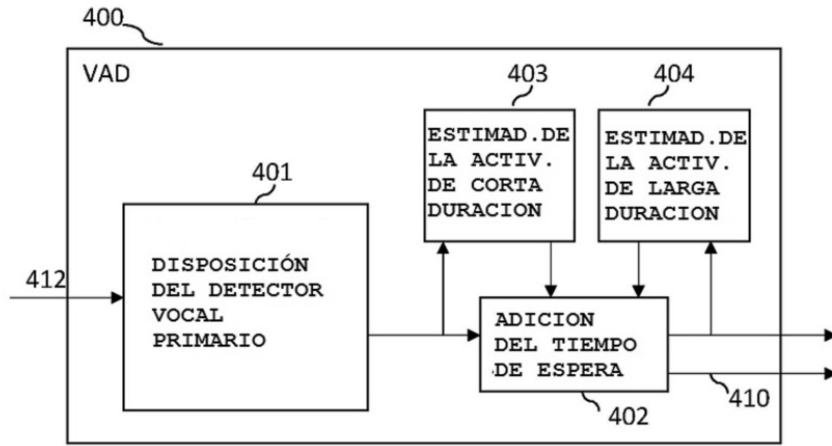 400
VAD
403
404
ESTIMAD.DE
LA ACTIV.
DE CORTA
DURACION
ESTIMAD.DE
LA ACTIV.
DE LARGA
DURACION
401
412
DISPOSICIÓN
DEL DETECTOR
VOCAL
PRIMARIO
ADICION
DEL TIEMPO
DE ESPERA
402
410